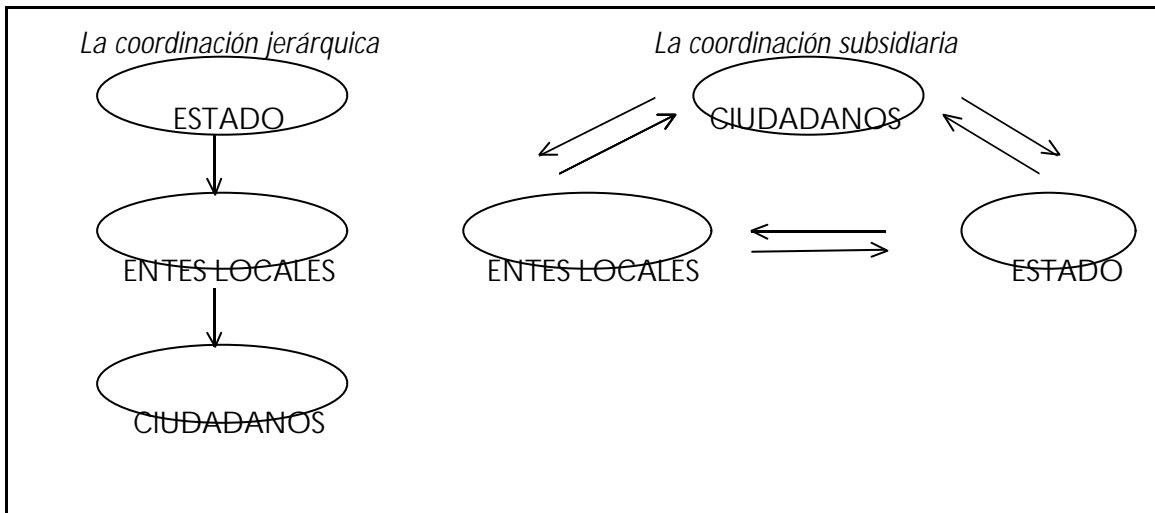 La coordinación jerárquica
ESTADO
ENTES LOCALES
CIUDADANOS
La coordinación subsidiaria
CIUDADANOS
ENTES LOCALES
ESTADO